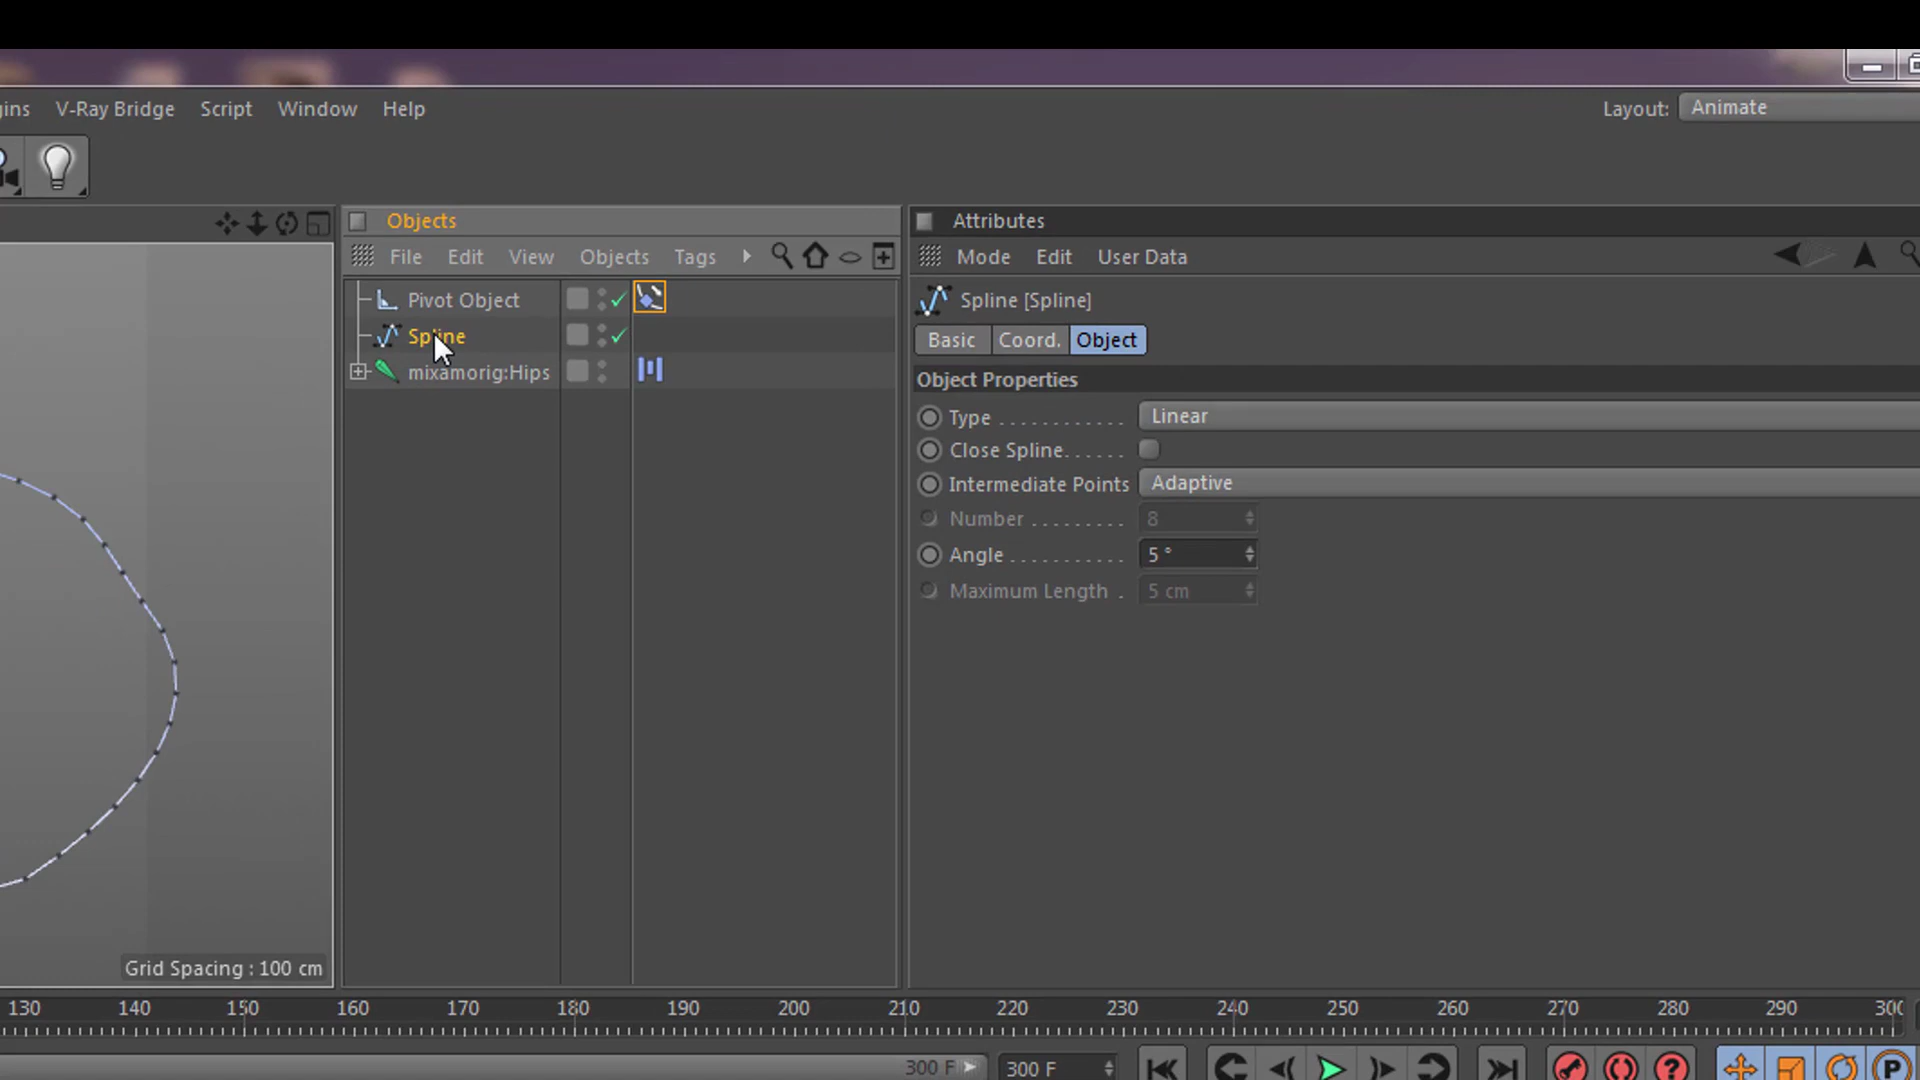 gins V-Ray Bridge Script Window Help Layout: Animate
Objects
File Edit View Objects Tags
Pivot Object
Spline
mixamorig:Hips
Attributes
Mode Edit User Data
Spline [Spline]
Basic Coord. Object
Object Properties
Type . . . . . . . . . . . . Linear
Close Spline. . . . . .
Intermediate Points Adaptive
Number . . . . . . . . . 8
Angle . . . . . . . . . . . 5 °
Maximum Length . 5 cm
Grid Spacing : 100 cm
130 140 150 160 170 180 190 200 210 220 230 240 250 260 270 280 290 300
300 F 300 F
? P